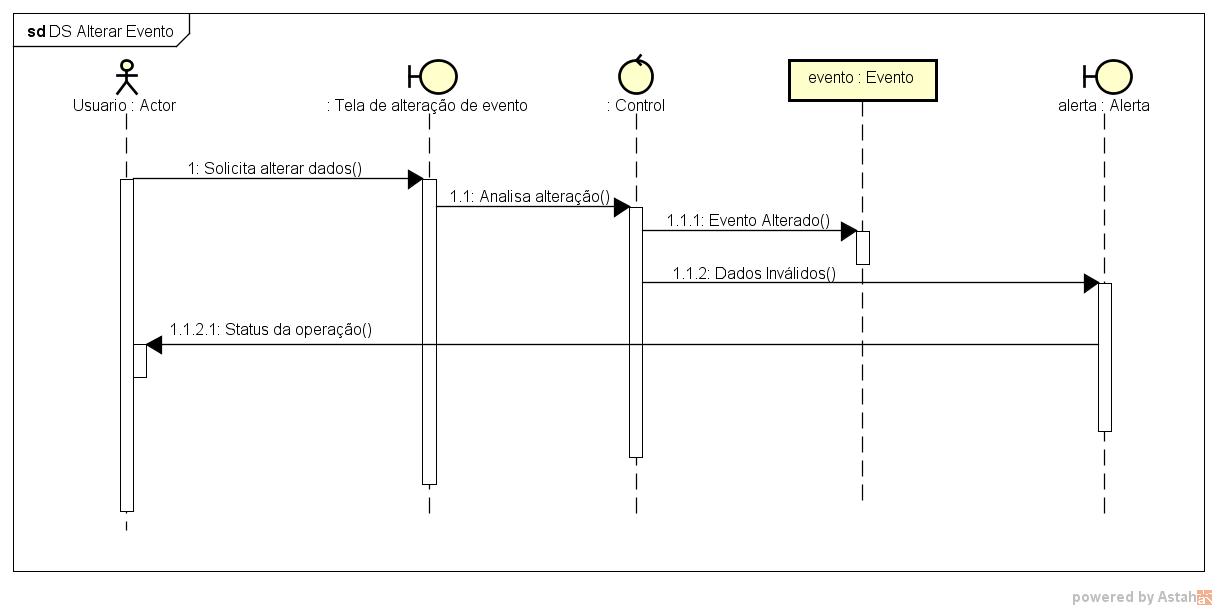 sd DS Alterar Evento
Usuario : Actor
: Tela de alteração de evento
: Control
evento : Evento
alerta : Alerta
1: Solicita alterar dados()
1.1: Analisa alteração()
1.1.1: Evento Alterado()
1.1.2: Dados Inválidos()
1.1.2.1: Status da operação()
powered by Astah